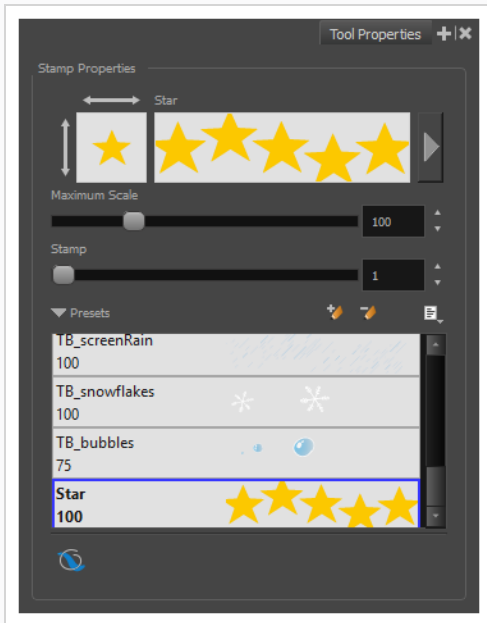 Tool Properties
Stamp Properties
Star
Maximum Scale
100
Stamp
1
Presets
TB_screenRain
100
TB_snowflakes
100
TB_bubbles
75
Star
100